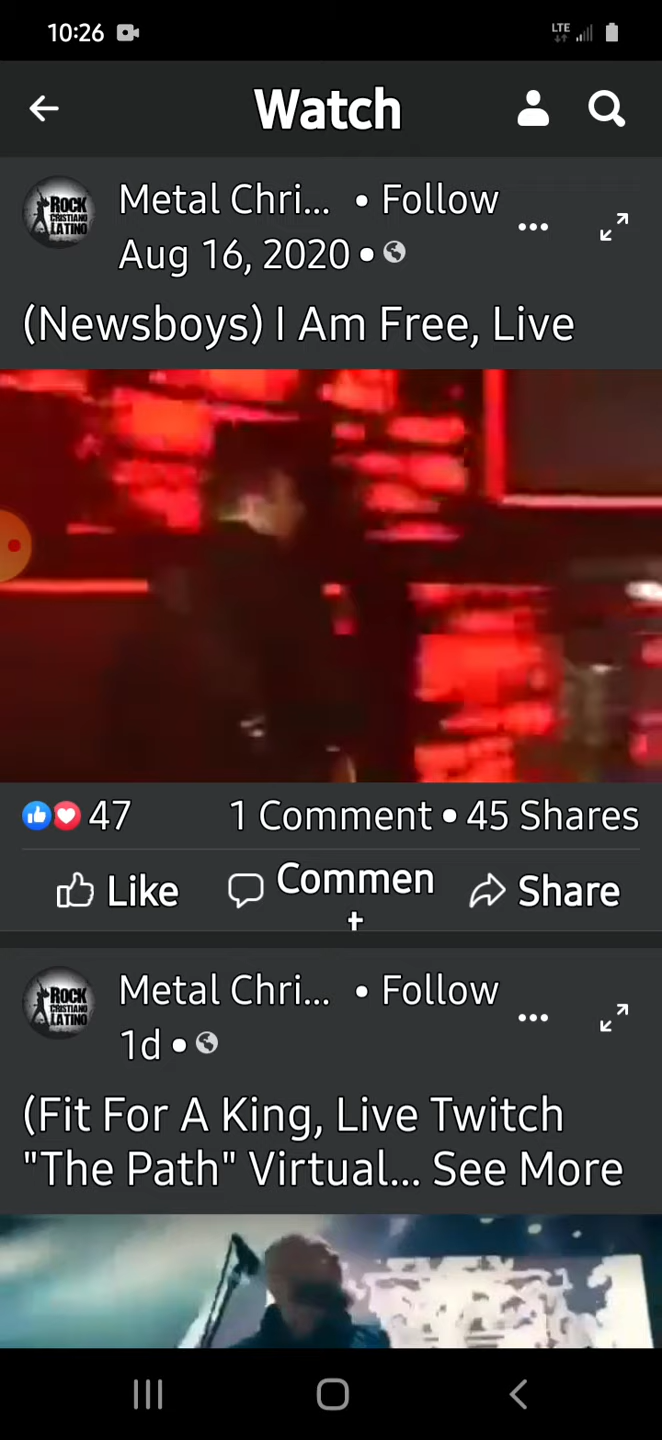 10:26 LTE
Watch
ROCK
CRISTIANO
LATINO
Metal Chri... • Follow
Aug 16, 2020 •
(Newsboys) I Am Free, Live
47 1 Comment • 45 Shares
Like Commen
t Share
ROCK
CRISTIANO
LATINO
Metal Chri... • Follow
1d •
(Fit For A King, Live Twitch
"The Path" Virtual... See More